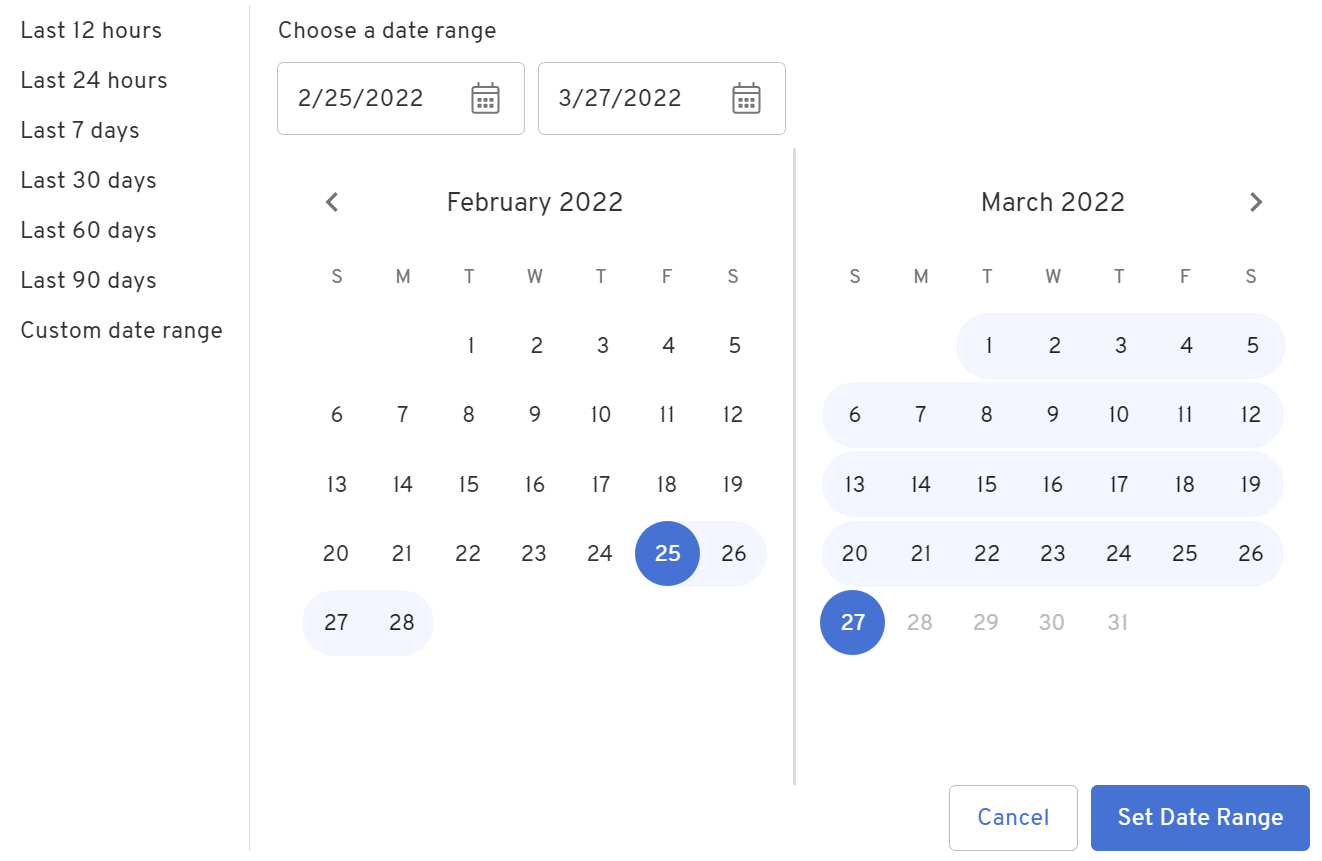 Last 12 hours
Last 24 hours
Last 7 days
Last 30 days
Last 60 days
Last 90 days
Custom date range
Choose a date range
2/25/2022
3/27/2022
February 2022
S M T W T F S
1 2 3 4 5
6 7 8 9 10 11 12
13 14 15 16 17 18 19
20 21 22 23 24 25 26
27 28
March 2022
S M T W T F S
1 2 3 4 5
6 7 8 9 10 11 12
13 14 15 16 17 18 19
20 21 22 23 24 25 26
27 28 29 30 31
Cancel
Set Date Range